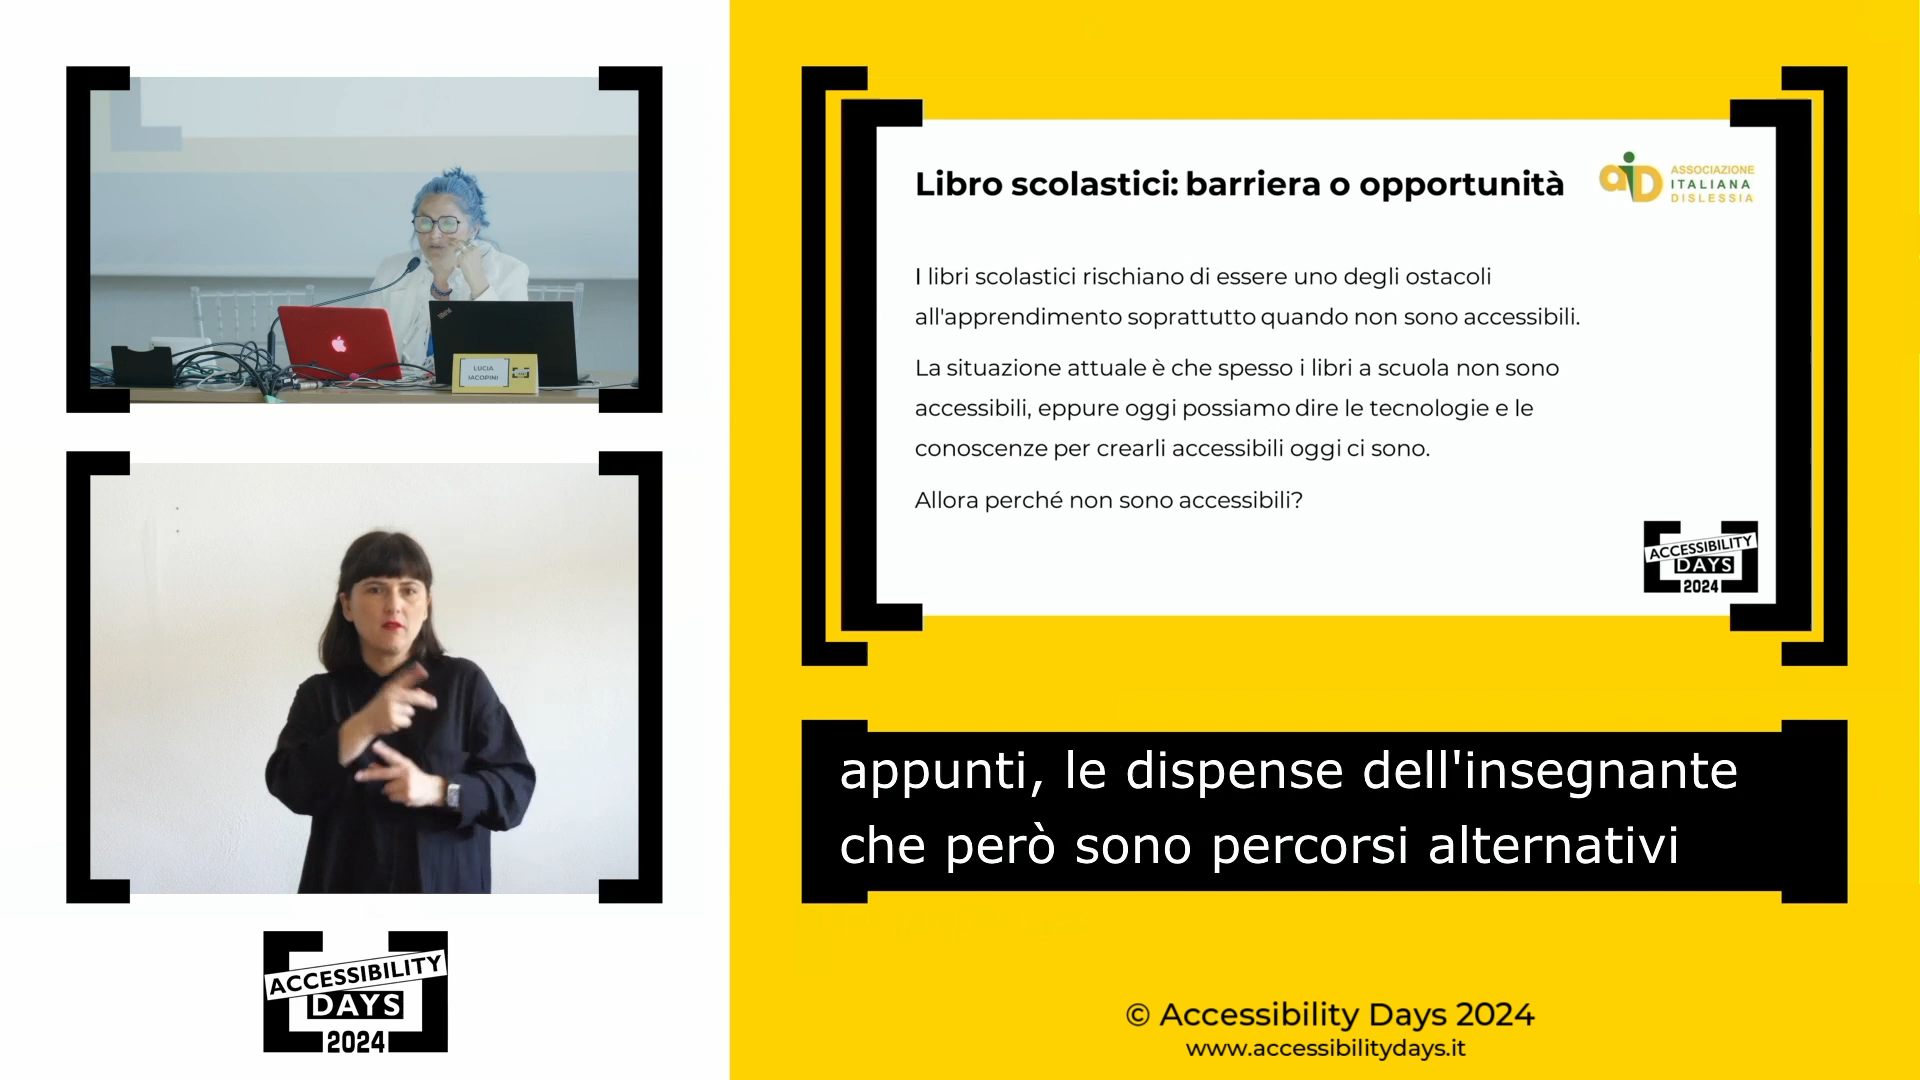 LUCIA
IACOPINI
ACCESSIBILITY
DAYS
2024
Libro scolastici: barriera o opportunità
ASSOCIAZIONE
ITALIANA
DISLESSIA
I libri scolastici rischiano di essere uno degli ostacoli
all'apprendimento soprattutto quando non sono accessibili.
La situazione attuale è che spesso i libri a scuola non sono
accessibili, eppure oggi possiamo dire le tecnologie e le
conoscenze per crearli accessibili oggi ci sono.
Allora perché non sono accessibili?
ACCESSIBILITY
DAYS
2024
appunti, le dispense dell'insegnante
che però sono percorsi alternativi
© Accessibility Days 2024
www.accessibilitydays.it